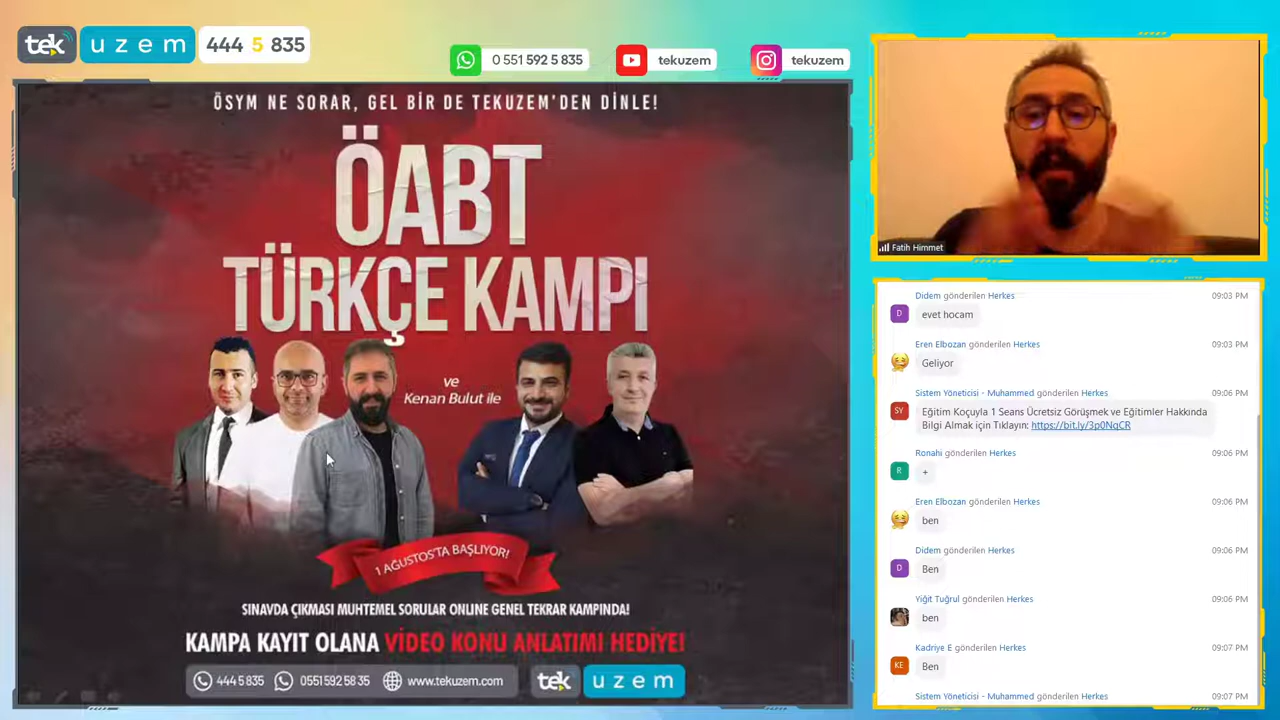 tek uzem 444 5 835
0 551 592 5 835
tekuzem
tekuzem
ÖSYM NE SORAR, GEL BİR DE TEKUZEM'DEN DİNLE!
ÖABT
TÜRKÇE KAMPI
ve
Kenan Bulut ile
1 AĞUSTOS'TA BAŞLIYOR!
SINAVDA ÇIKMASI MUHTEMEL SORULAR ONLINE GENEL TEKRAR KAMPINDA!
KAMPA KAYIT OLANA VİDEO KONU ANLATIMI HEDİYE!
444 5 835 0551 592 58 35 www.tekuzem.com tek uzem
Fatih Himmet
Didem gönderilen Herkes 09:03 PM
D evet hocam
Eren Elbozan gönderilen Herkes 09:03 PM
Geliyor
Sistem Yöneticisi - Muhammed gönderilen Herkes 09:06 PM
SY Eğitim Koçuyla 1 Seans Ücretsiz Görüşmek ve Eğitimler Hakkında
Bilgi Almak için Tıklayın: https://bit.ly/3p0NqCR
Ronahi gönderilen Herkes 09:06 PM
R +
Eren Elbozan gönderilen Herkes 09:06 PM
ben
Didem gönderilen Herkes 09:06 PM
D Ben
Yiğit Tuğrul gönderilen Herkes 09:06 PM
ben
Kadriye E gönderilen Herkes 09:07 PM
KE Ben
Sistem Yöneticisi - Muhammed gönderilen Herkes 09:07 PM